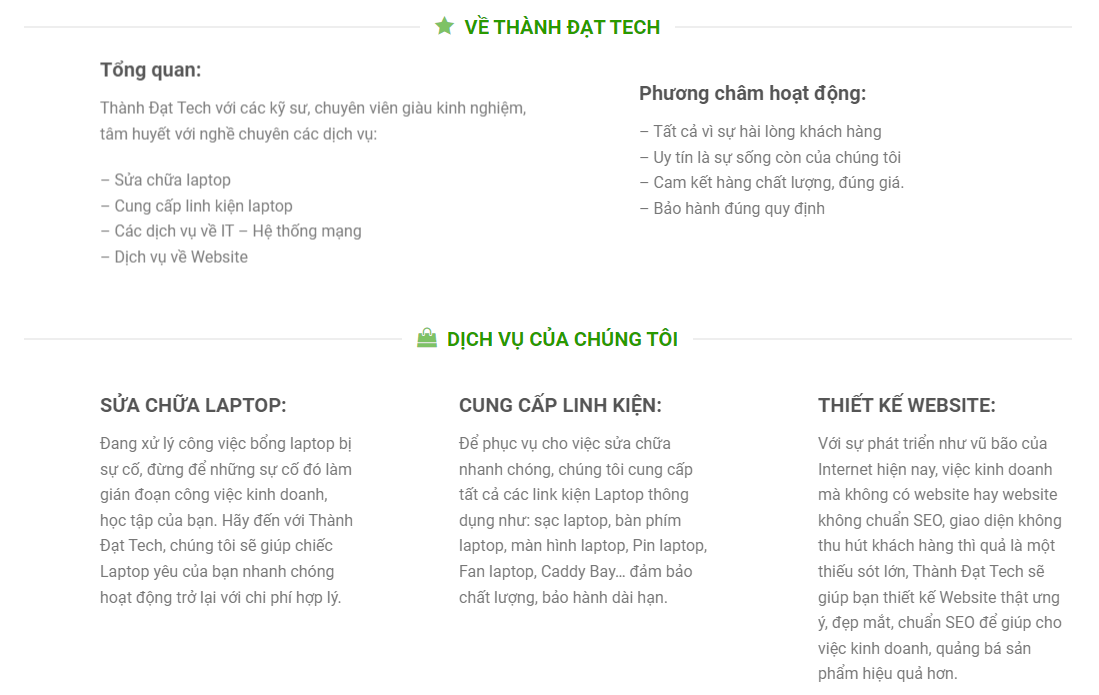 VỀ THÀNH ĐẠT TECH
Tổng quan:
Thành Đạt Tech với các kỹ sư, chuyên viên giàu kinh nghiệm,
tâm huyết với nghề chuyên các dịch vụ:
– Sửa chữa laptop
– Cung cấp linh kiện laptop
– Các dịch vụ về IT – Hệ thống mạng
– Dịch vụ về Website
Phương châm hoạt động:
– Tất cả vì sự hài lòng khách hàng
– Uy tín là sự sống còn của chúng tôi
– Cam kết hàng chất lượng, đúng giá.
– Bảo hành đúng quy định
DỊCH VỤ CỦA CHÚNG TÔI
SỬA CHỮA LAPTOP:
Đang xử lý công việc bổng laptop bị
sự cố, đừng để những sự cố đó làm
gián đoạn công việc kinh doanh,
học tập của bạn. Hãy đến với Thành
Đạt Tech, chúng tôi sẽ giúp chiếc
Laptop yêu của bạn nhanh chóng
hoạt động trở lại với chi phí hợp lý.
CUNG CẤP LINH KIỆN:
Để phục vụ cho việc sửa chữa
nhanh chóng, chúng tôi cung cấp
tất cả các link kiện Laptop thông
dụng như: sạc laptop, bàn phím
laptop, màn hình laptop, Pin laptop,
Fan laptop, Caddy Bay… đảm bảo
chất lượng, bảo hành dài hạn.
THIẾT KẾ WEBSITE:
Với sự phát triển như vũ bão của
Internet hiện nay, việc kinh doanh
mà không có website hay website
không chuẩn SEO, giao diện không
thu hút khách hàng thì quả là một
thiếu sót lớn, Thành Đạt Tech sẽ
giúp bạn thiết kế Website thật ưng
ý, đẹp mắt, chuẩn SEO để giúp cho
việc kinh doanh, quảng bá sản
phẩm hiệu quả hơn.